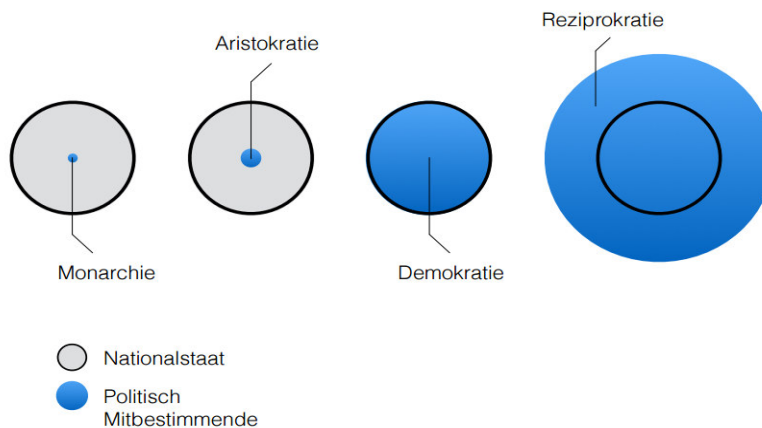 Reziprokratie
Aristokratie
Monarchie
Demokratie
Nationalstaat
Politisch
Mitbestimmende